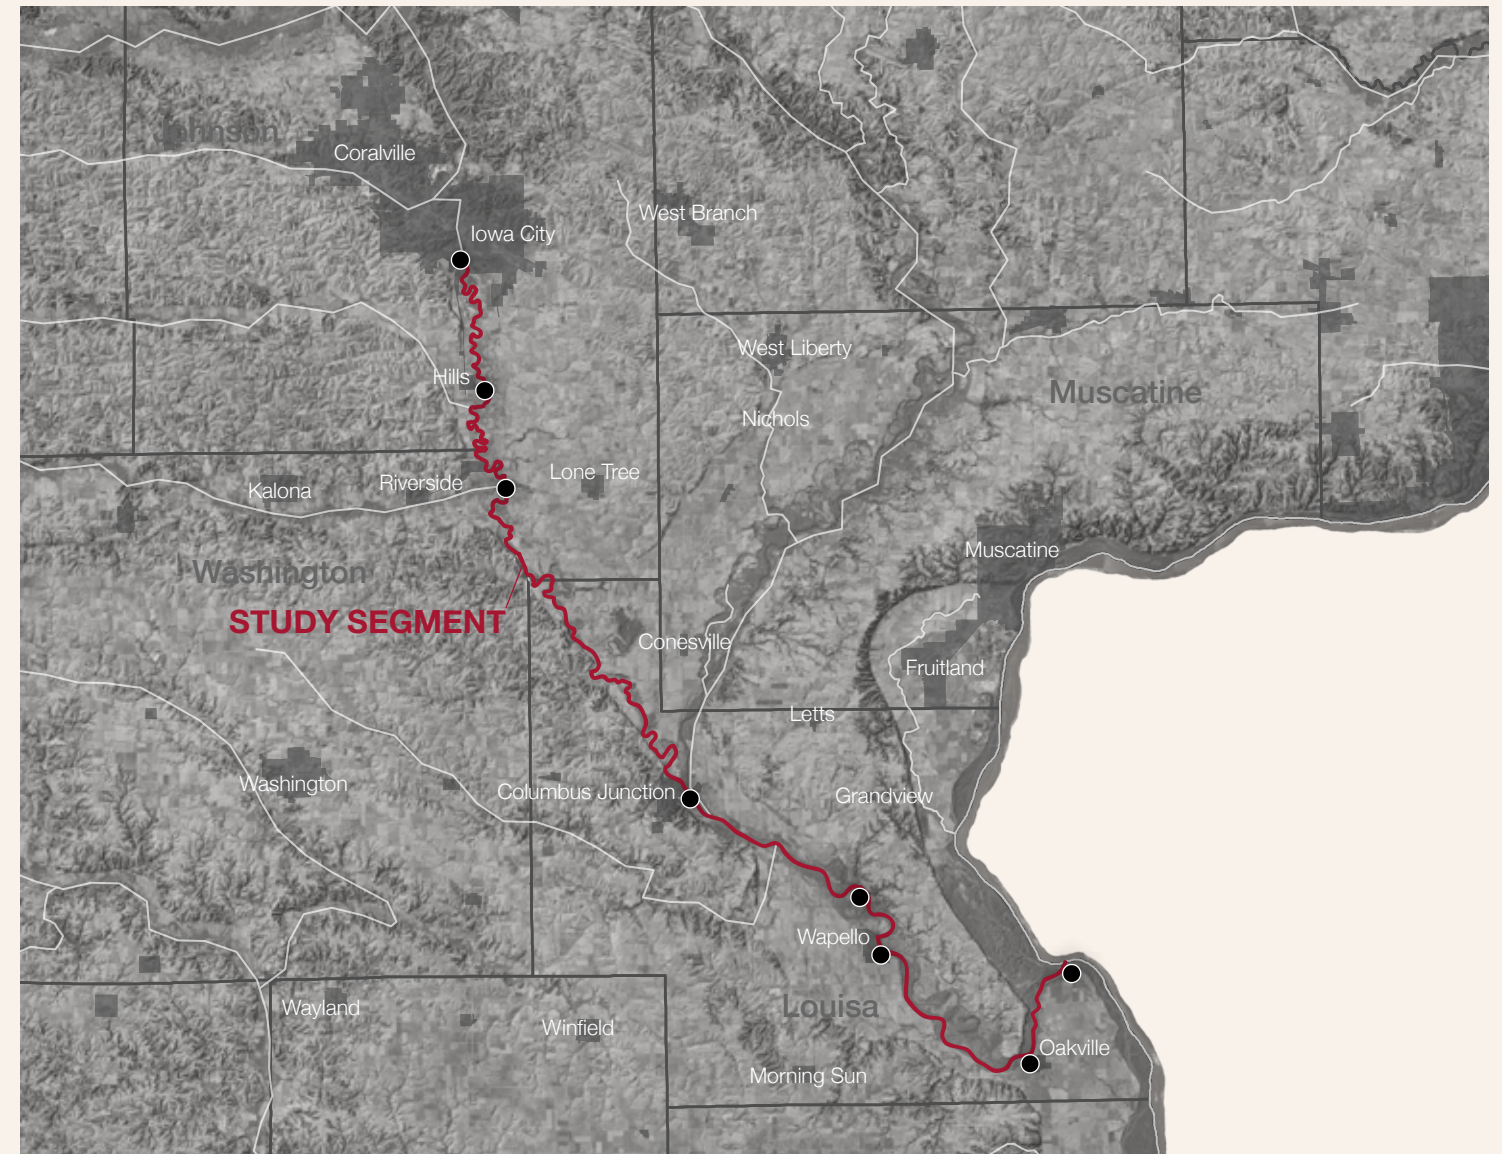 Johnson
Coralville
West Branch
Iowa City
West Liberty
Hills
Muscatine
Nichols
Lone Tree
Riverside
Kalona
Muscatine
Washington
STUDY SEGMENT
Conesville
Fruitland
Letts
Washington
Columbus Junction
Grandview
Wapello
Louisa
Wayland
Winfield
Oakville
Morning Sun